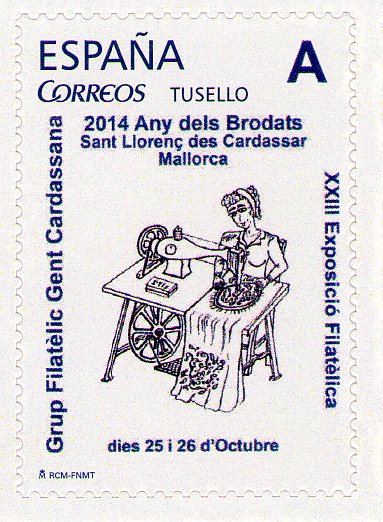 ESPAÑA A
CORREOS TUSELLO
2014 Any dels Brodats
Sant Llorenç des Cardassar
Mallorca
Grup Filatèlic Gent Cardassana
XXIII Exposició Filatèlica
dies 25 i 26 d'Octubre
RCM-FNMT